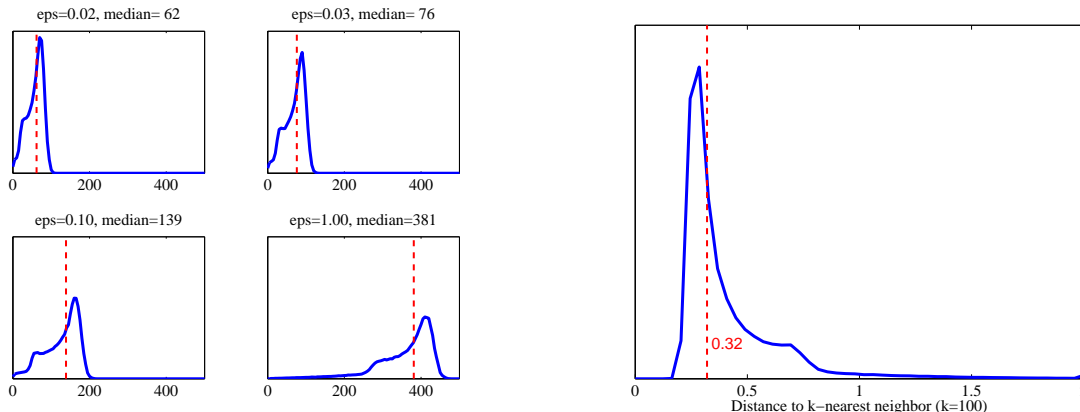 eps=0.02, median= 62
eps=0.03, median= 76
0 200 400
0 200 400
eps=0.10, median=139
eps=1.00, median=381
0 200 400
0 200 400
0.32
0 0.5 1 1.5
Distance to k−nearest neighbor (k=100)